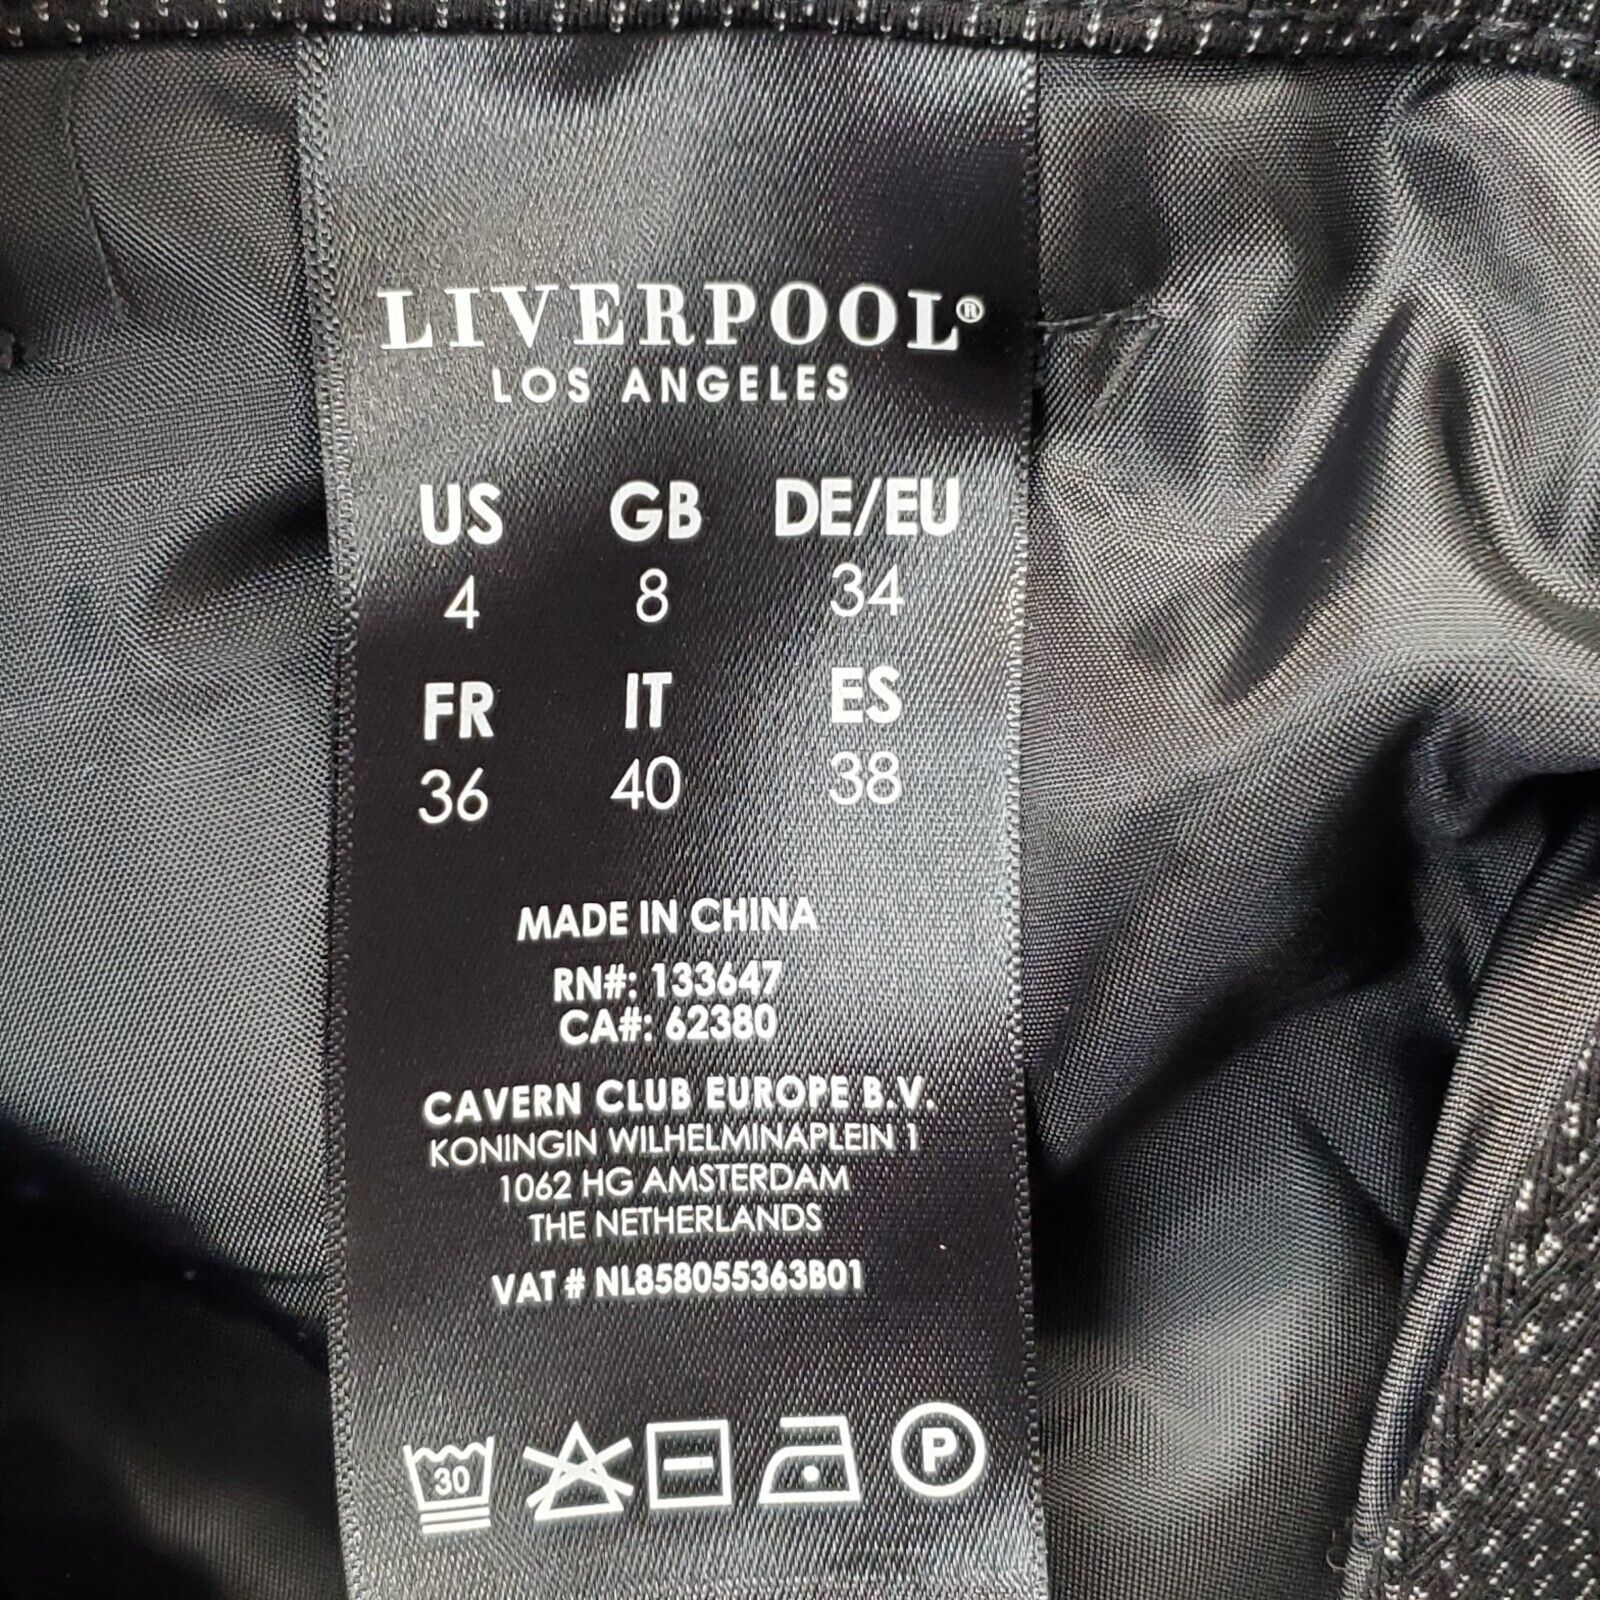 LIVERPOOL®
LOS ANGELES
US GB DE/EU
4 8 34
FR IT ES
36 40 38
MADE IN CHINA
RN#: 133647
CA#: 62380
CAVERN CLUB EUROPE B.V.
KONINGIN WILHELMINAPLEIN 1
1062 HG AMSTERDAM
THE NETHERLANDS
VAT # NL858055363B01
30 P